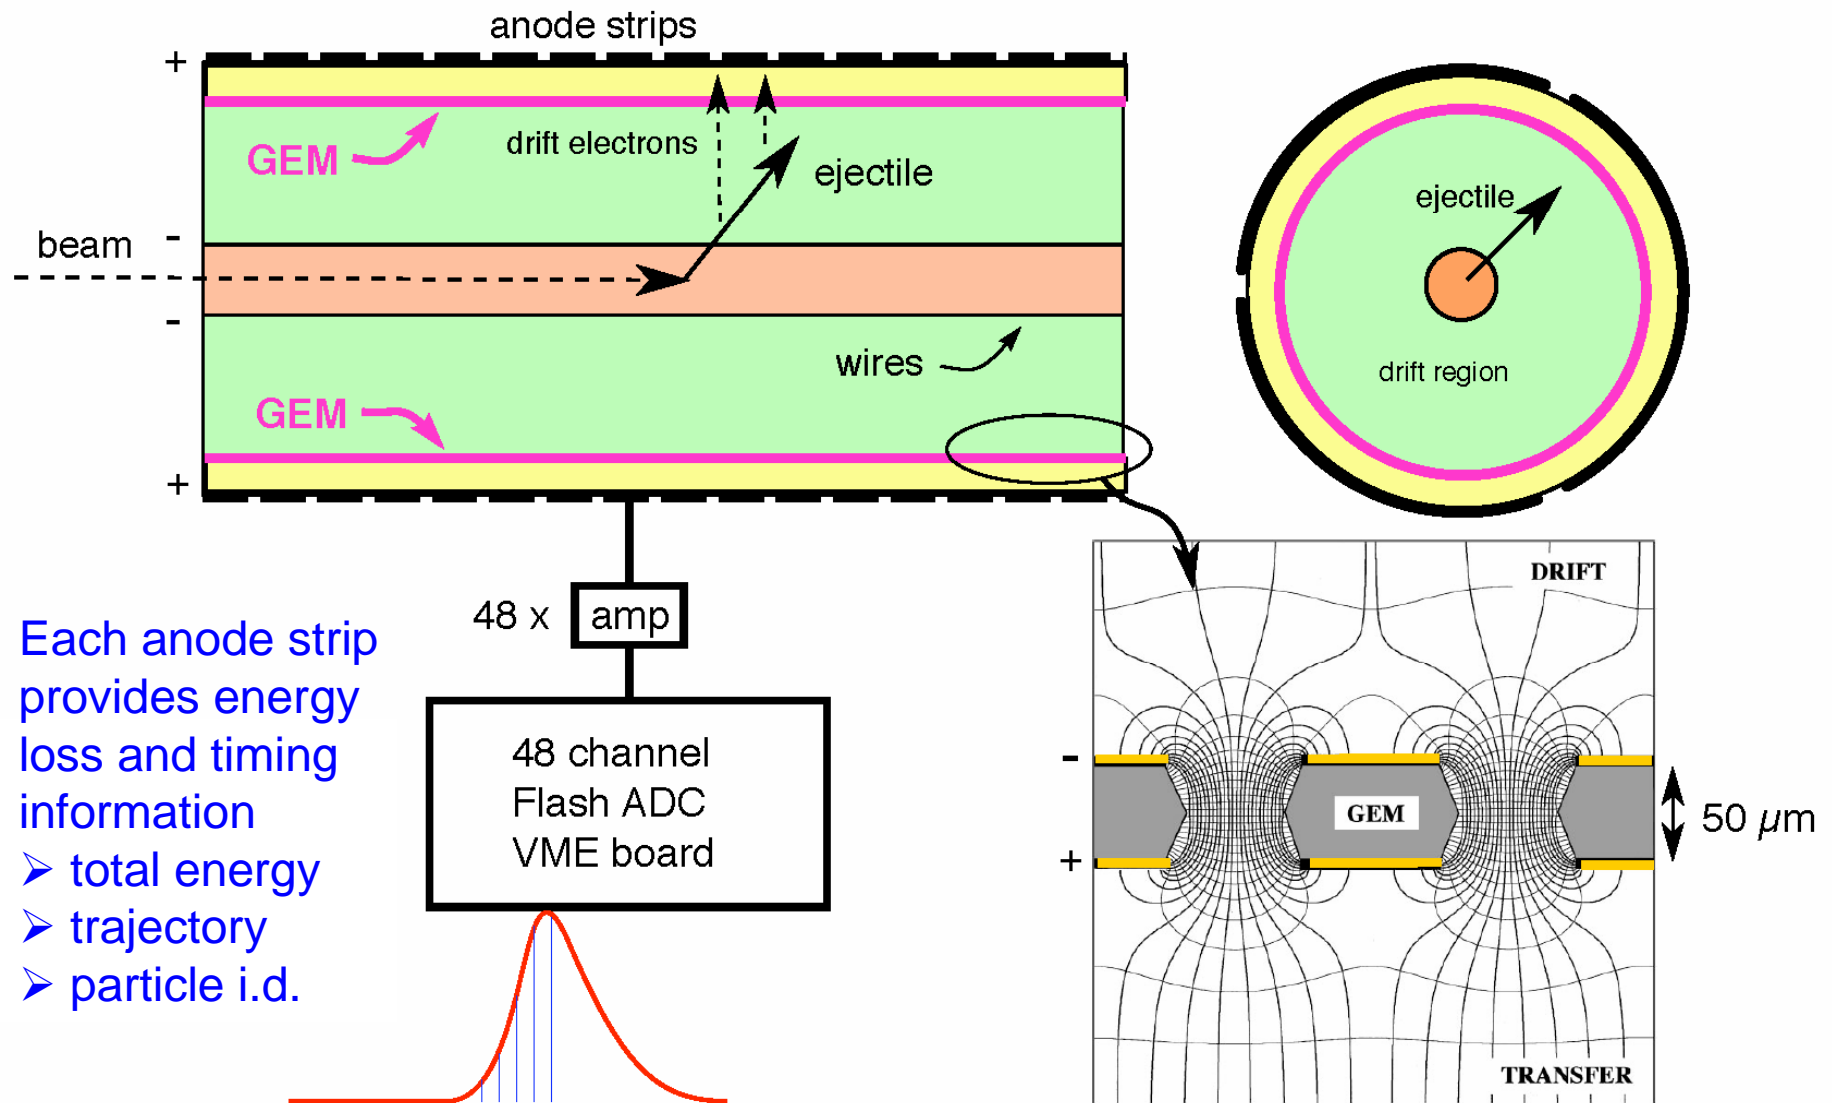 anode strips
+
GEM
drift electrons
ejectile
beam
-
-
wires
GEM
+
ejectile
drift region
48 x
amp
48 channel
Flash ADC
VME board
Each anode strip
provides energy
loss and timing
information
➢ total energy
➢ trajectory
➢ particle i.d.
DRIFT
-
GEM
+
50 µm
TRANSFER